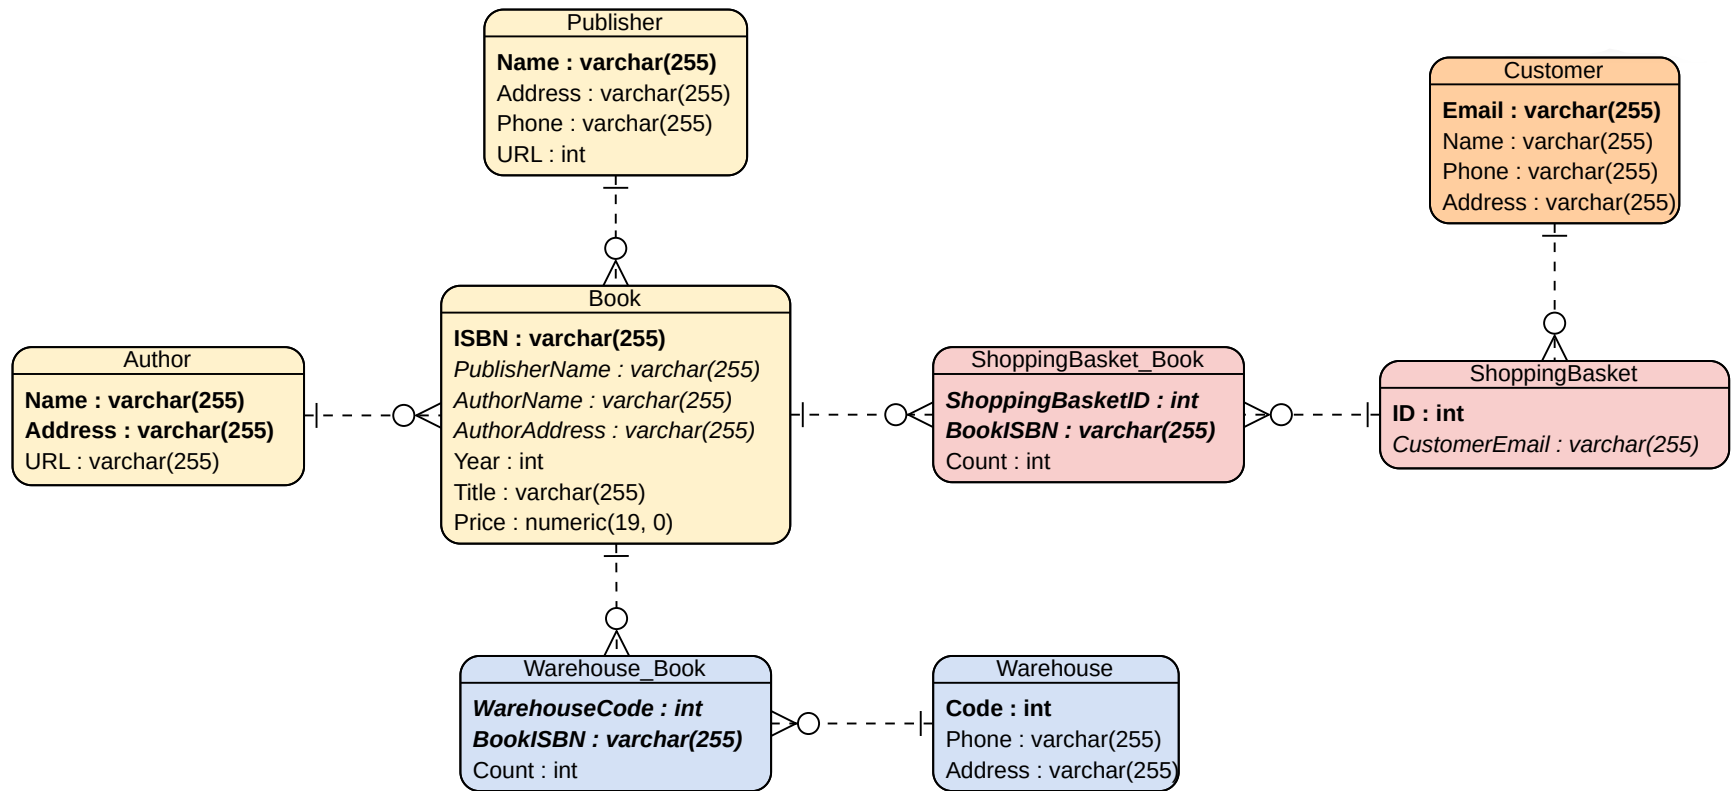 Publisher
Name : varchar(255)
Address : varchar(255)
Phone : varchar(255)
URL : int
Customer
Email : varchar(255)
Name : varchar(255)
Phone : varchar(255)
Address : varchar(255)
Book
ISBN : varchar(255)
PublisherName : varchar(255)
AuthorName : varchar(255)
AuthorAddress : varchar(255)
Year : int
Title : varchar(255)
Price : numeric(19, 0)
Author
Name : varchar(255)
Address : varchar(255)
URL : varchar(255)
ShoppingBasket_Book
ShoppingBasketID : int
BookISBN : varchar(255)
Count : int
ShoppingBasket
ID : int
CustomerEmail : varchar(255)
Warehouse_Book
WarehouseCode : int
BookISBN : varchar(255)
Count : int
Warehouse
Code : int
Phone : varchar(255)
Address : varchar(255)